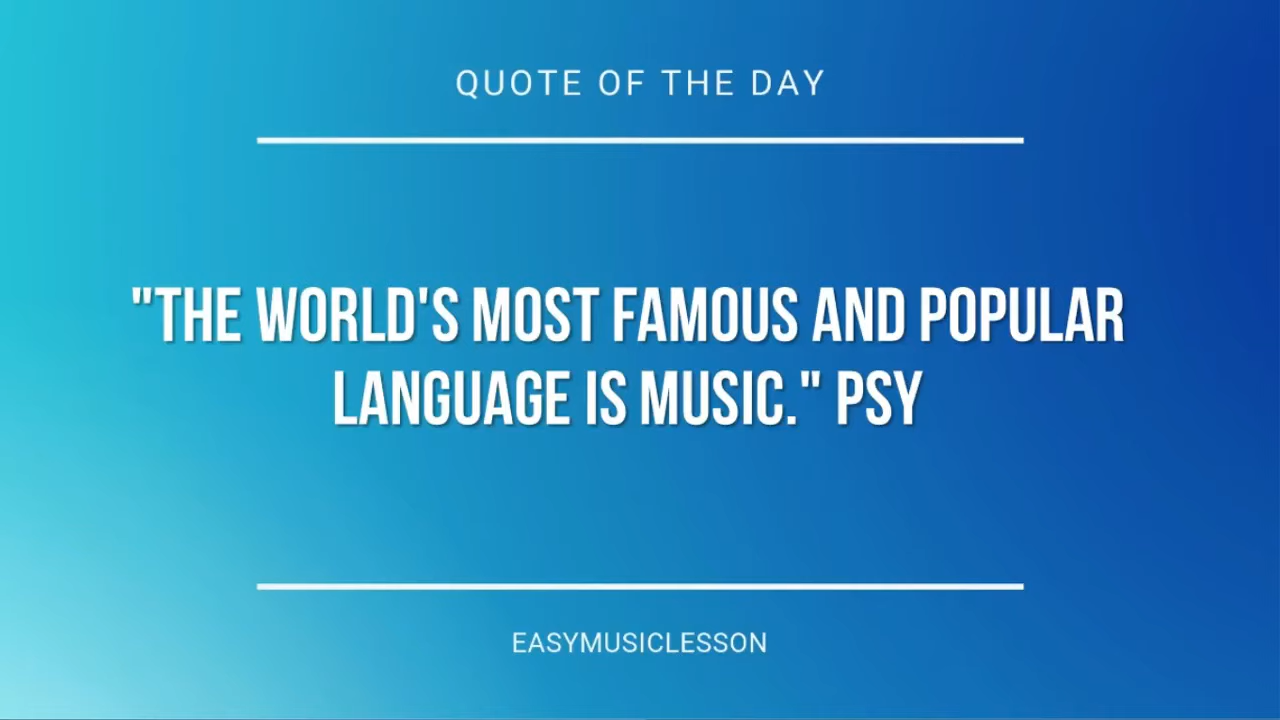 QUOTE OF THE DAY
"THE WORLD'S MOST FAMOUS AND POPULAR
LANGUAGE IS MUSIC." PSY
EASYMUSICLESSON